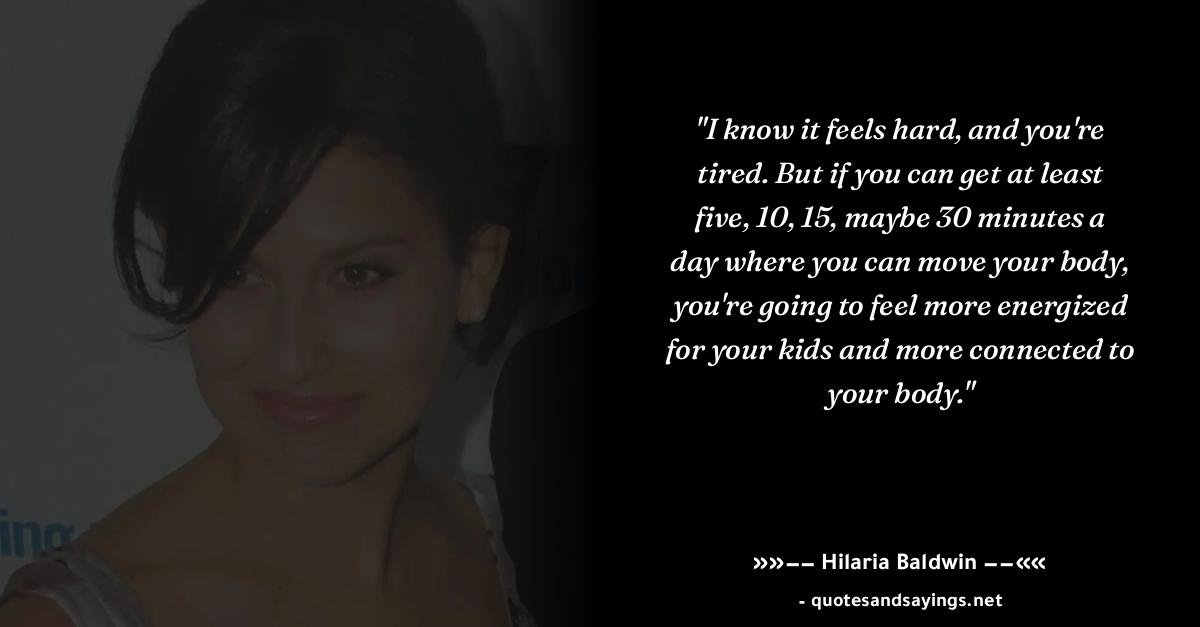 "I know it feels hard, and you're
tired. But if you can get at least
five, 10, 15, maybe 30 minutes a
day where you can move your body,
you're going to feel more energized
for your kids and more connected to
your body."
»»–– Hilaria Baldwin ––««
- quotesandsayings.net
ing